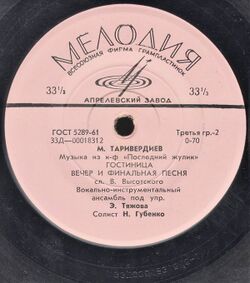 МЕЛОДИЯ
ВСЕСОЮЗНАЯ ФИРМА ГРАМПЛАСТИНОК
33⅓ 33⅓
АПРЕЛЕВСКИЙ ЗАВОД
ГОСТ 5289-61 Третья гр.-2
33Д—00018312 0-70
М. ТАРИВЕРДИЕВ
Музыка из к-ф «Последний жулик»
ГОСТИНИЦА
ВЕЧЕР И ФИНАЛЬНАЯ ПЕСНЯ
сл. В. Высотского
Вокально-инструментальный
ансамбль под упр.
Э. Тяжова
Солист Н. Губенко